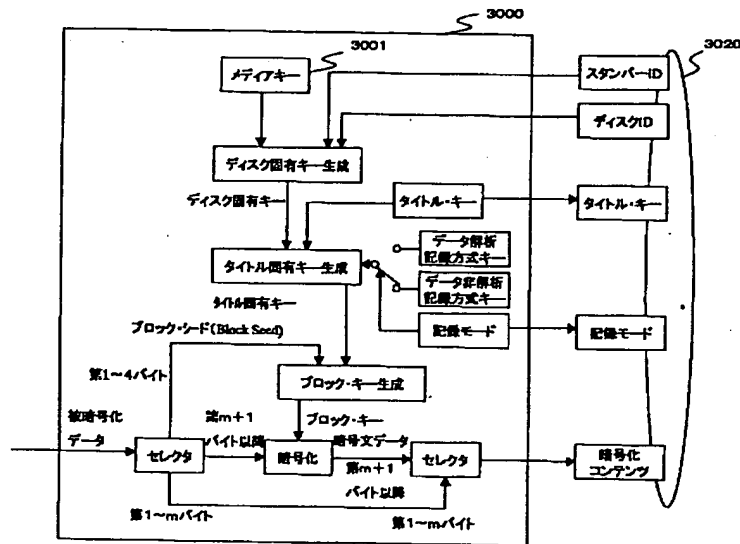 3000
3001
3020
メディアキー
スタンパーID
ディスクID
ディスク固有キー生成
ディスク固有キー
タイトル・キー
タイトル・キー
タイトル固有キー生成
データ解析
記録方式キー
データ非解析
記録方式キー
タイトル固有キー
記録モード
記録モード
ブロック・シード(Block Seed)
第1〜4バイト
ブロック・キー生成
ブロック・キー
被暗号化
データ
セレクタ
第m+1
バイト以降
暗号化
暗号文データ
第m+1
バイト以降
セレクタ
暗号化
コンテンツ
第1〜mバイト
第1〜mバイト